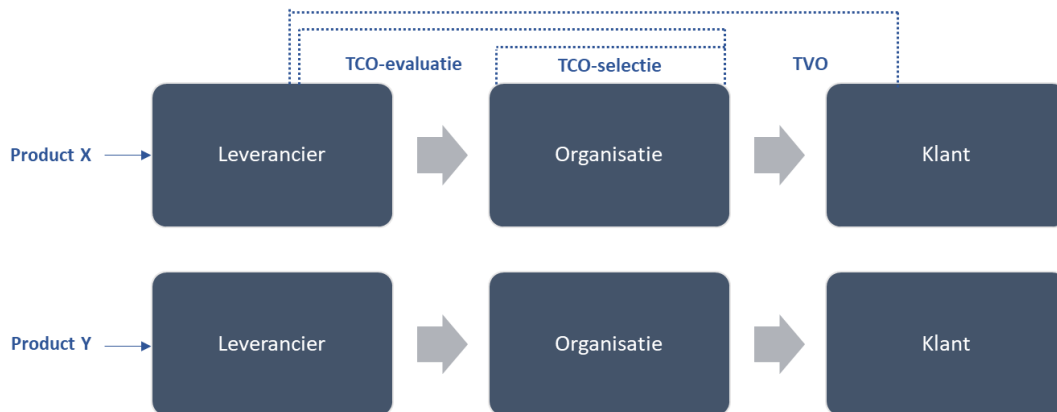 TCO-evaluatie
TCO-selectie
TVO
Product X
Leverancier
Organisatie
Klant
Product Y
Leverancier
Organisatie
Klant